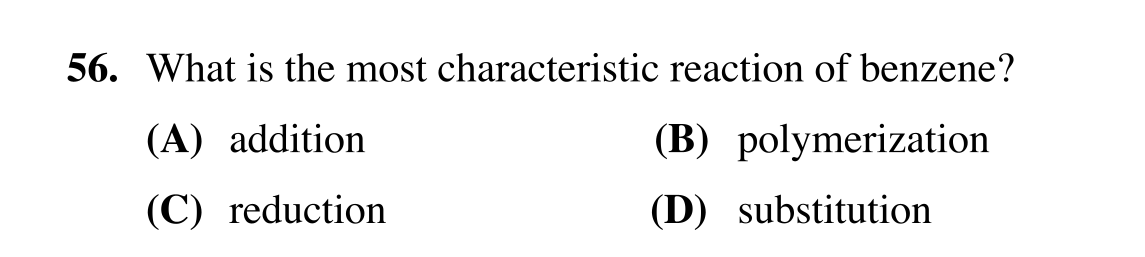 56. What is the most characteristic reaction of benzene?
(A) addition (B) polymerization
(C) reduction (D) substitution